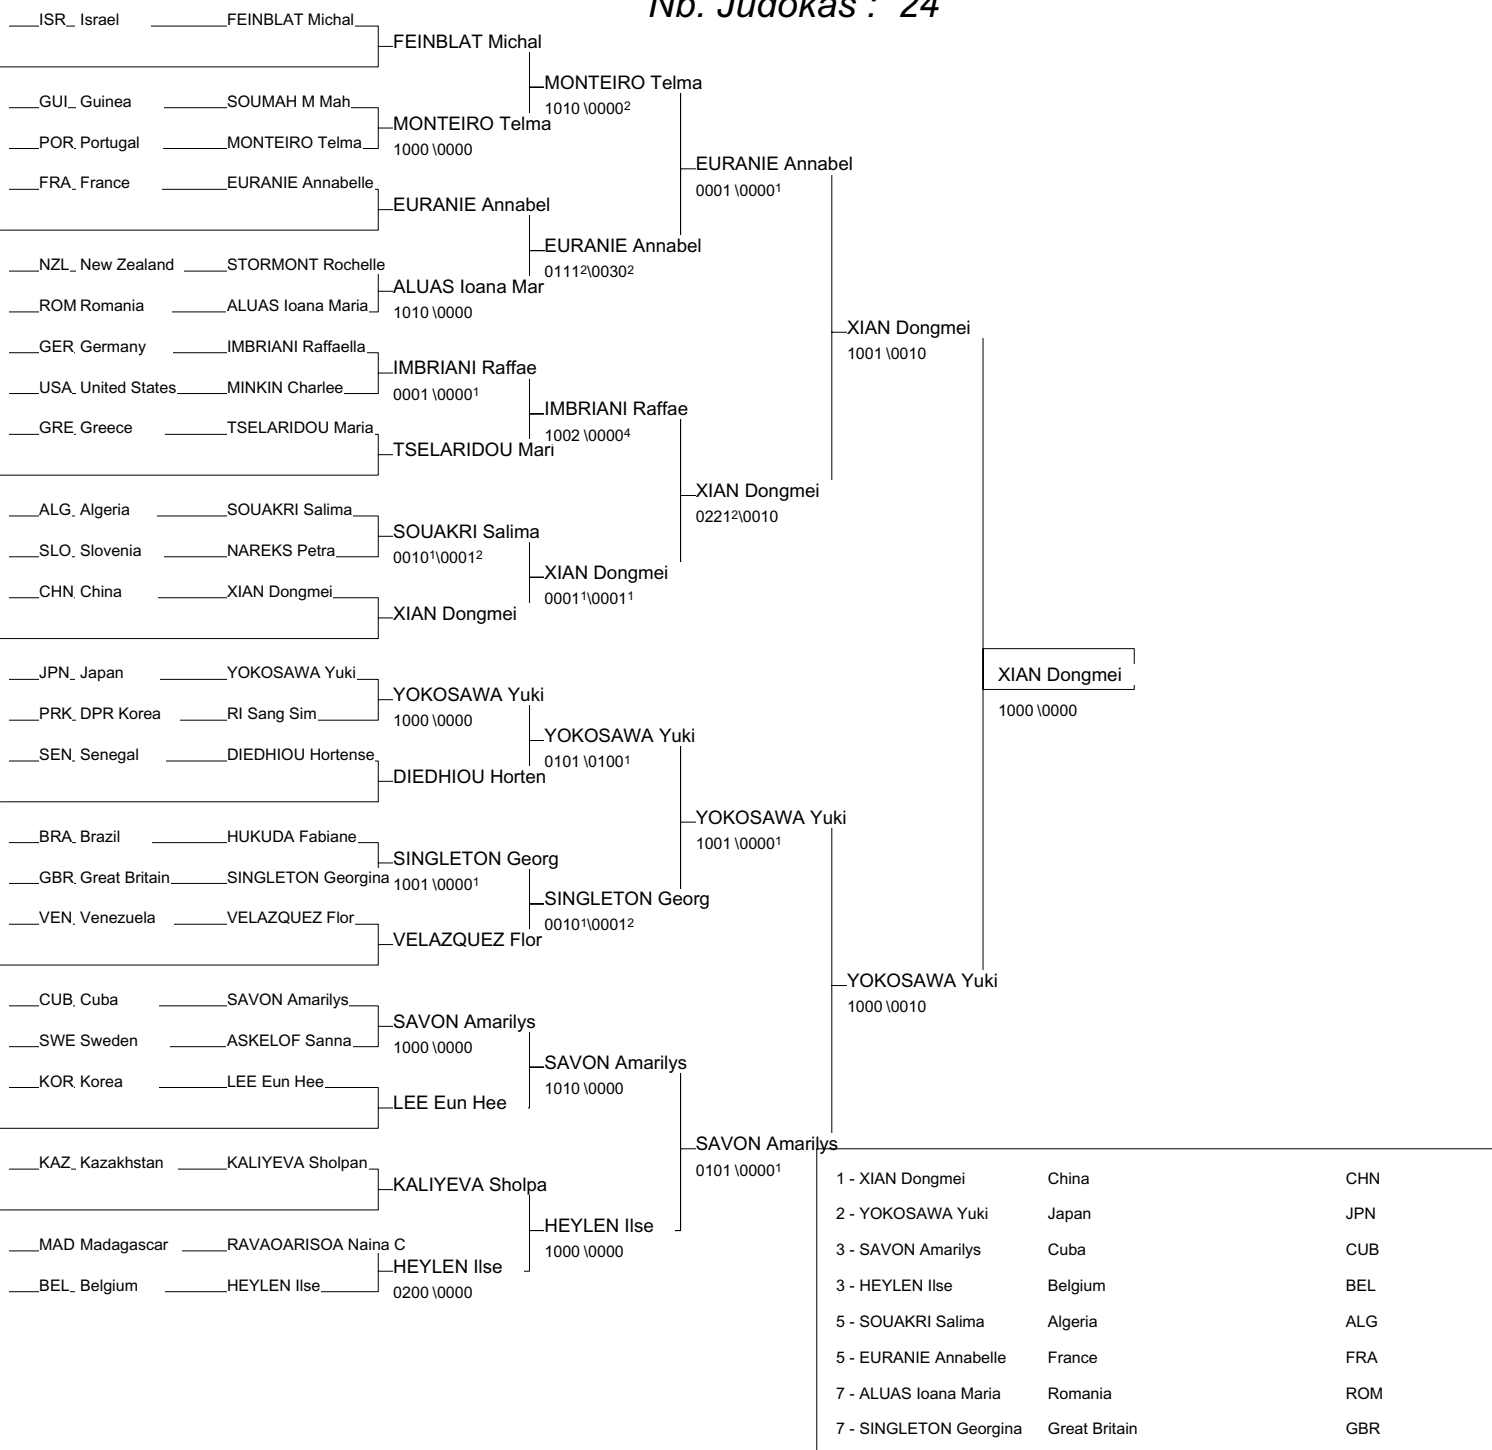 Nb. Judokas : 24
ISR Israel FEINBLAT Michal
FEINBLAT Michal
MONTEIRO Telma
1010 \0000²
GUI Guinea SOUMAH M Mah
MONTEIRO Telma
1000 \0000
POR Portugal MONTEIRO Telma
EURANIE Annabel
0001 \0000¹
FRA France EURANIE Annabelle
EURANIE Annabel
EURANIE Annabel
0111²\0030²
NZL New Zealand STORMONT Rochelle
ALUAS Ioana Mar
1010 \0000
ROM Romania ALUAS Ioana Maria
XIAN Dongmei
1001 \0010
GER Germany IMBRIANI Raffaella
IMBRIANI Raffae
0001 \0000¹
USA United States MINKIN Charlee
IMBRIANI Raffae
1002 \0000⁴
GRE Greece TSELARIDOU Maria
TSELARIDOU Mari
XIAN Dongmei
0221²\0010
ALG Algeria SOUAKRI Salima
SOUAKRI Salima
0010¹\0001²
SLO Slovenia NAREKS Petra
XIAN Dongmei
0001¹\0001¹
CHN China XIAN Dongmei
XIAN Dongmei
XIAN Dongmei
1000 \0000
JPN Japan YOKOSAWA Yuki
YOKOSAWA Yuki
1000 \0000
PRK DPR Korea RI Sang Sim
YOKOSAWA Yuki
0101 \0100¹
SEN Senegal DIEDHIOU Hortense
DIEDHIOU Horten
YOKOSAWA Yuki
1001 \0000¹
BRA Brazil HUKUDA Fabiane
SINGLETON Georg
1001 \0000¹
GBR Great Britain SINGLETON Georgina
SINGLETON Georg
0010¹\0001²
VEN Venezuela VELAZQUEZ Flor
VELAZQUEZ Flor
YOKOSAWA Yuki
1000 \0010
CUB Cuba SAVON Amarilys
SAVON Amarilys
1000 \0000
SWE Sweden ASKELOF Sanna
SAVON Amarilys
1010 \0000
KOR Korea LEE Eun Hee
LEE Eun Hee
SAVON Amarilys
0101 \0000¹
KAZ Kazakhstan KALIYEVA Sholpan
KALIYEVA Sholpa
HEYLEN Ilse
1000 \0000
MAD Madagascar RAVAOARISOA Naina C
HEYLEN Ilse
0200 \0000
BEL Belgium HEYLEN Ilse
1 - XIAN Dongmei China CHN
2 - YOKOSAWA Yuki Japan JPN
3 - SAVON Amarilys Cuba CUB
3 - HEYLEN Ilse Belgium BEL
5 - SOUAKRI Salima Algeria ALG
5 - EURANIE Annabelle France FRA
7 - ALUAS Ioana Maria Romania ROM
7 - SINGLETON Georgina Great Britain GBR